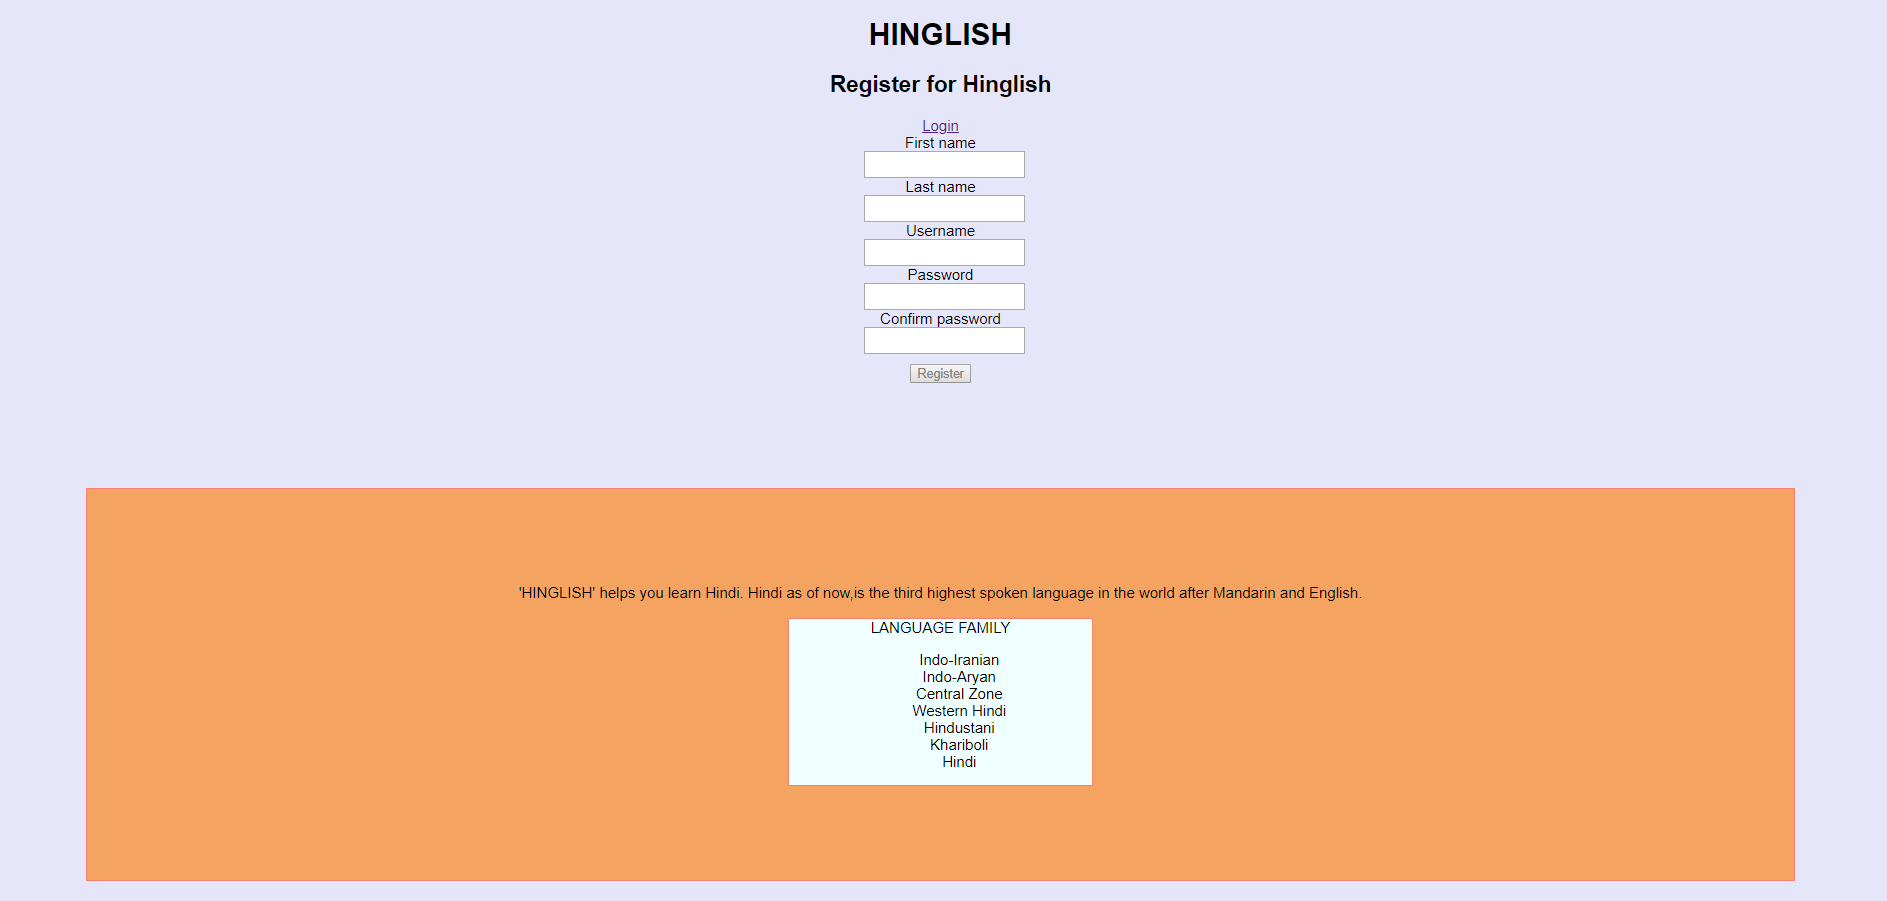 HINGLISH
Register for Hinglish
Login
First name
Last name
Username
Password
Confirm password
Register
'HINGLISH' helps you learn Hindi. Hindi as of now,is the third highest spoken language in the world after Mandarin and English.
LANGUAGE FAMILY
Indo-Iranian
Indo-Aryan
Central Zone
Western Hindi
Hindustani
Khariboli
Hindi